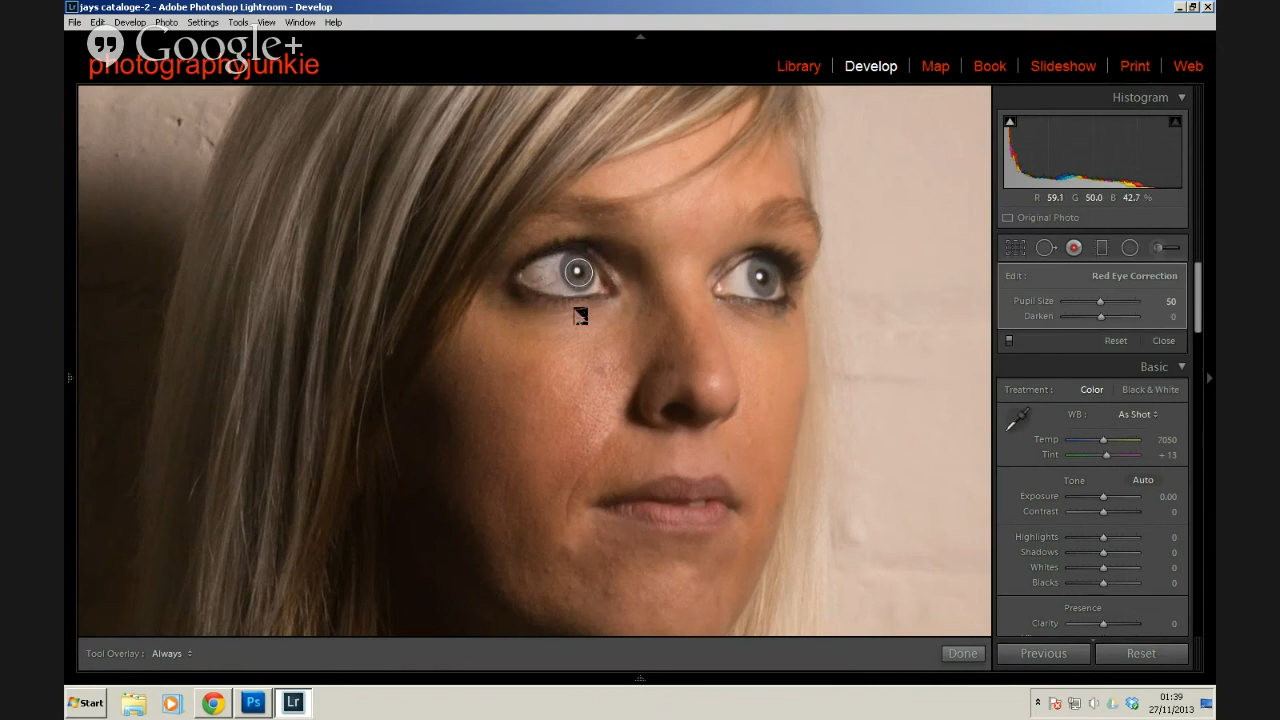 jays cataloge-2 - Adobe Photoshop Lightroom - Develop
File Edit Develop Photo Settings Tools View Window Help
Google+
photographyjunkie
Library Develop Map Book Slideshow Print Web
Histogram
R 59.1 G 50.0 B 42.7 %
Original Photo
Edit : Red Eye Correction
Pupil Size 50
Darken 0
Reset Close
Basic
Treatment : Color Black & White
WB : As Shot
Temp 7050
Tint + 13
Tone Auto
Exposure 0.00
Contrast 0
Highlights 0
Shadows 0
Whites 0
Blacks 0
Presence
Clarity 0
Tool Overlay : Always Done
Previous Reset
Start Ps Lr
01:39
27/11/2013